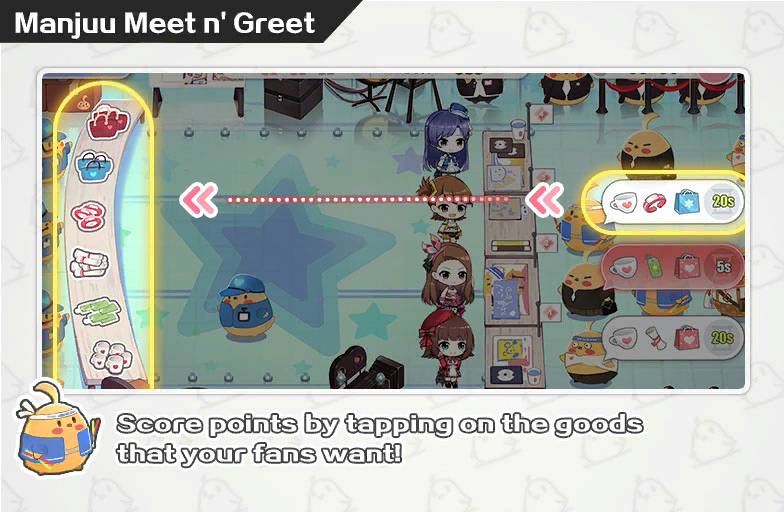 Manjuu Meet n' Greet
20s
5s
20s
Score points by tapping on the goods
that your fans want!